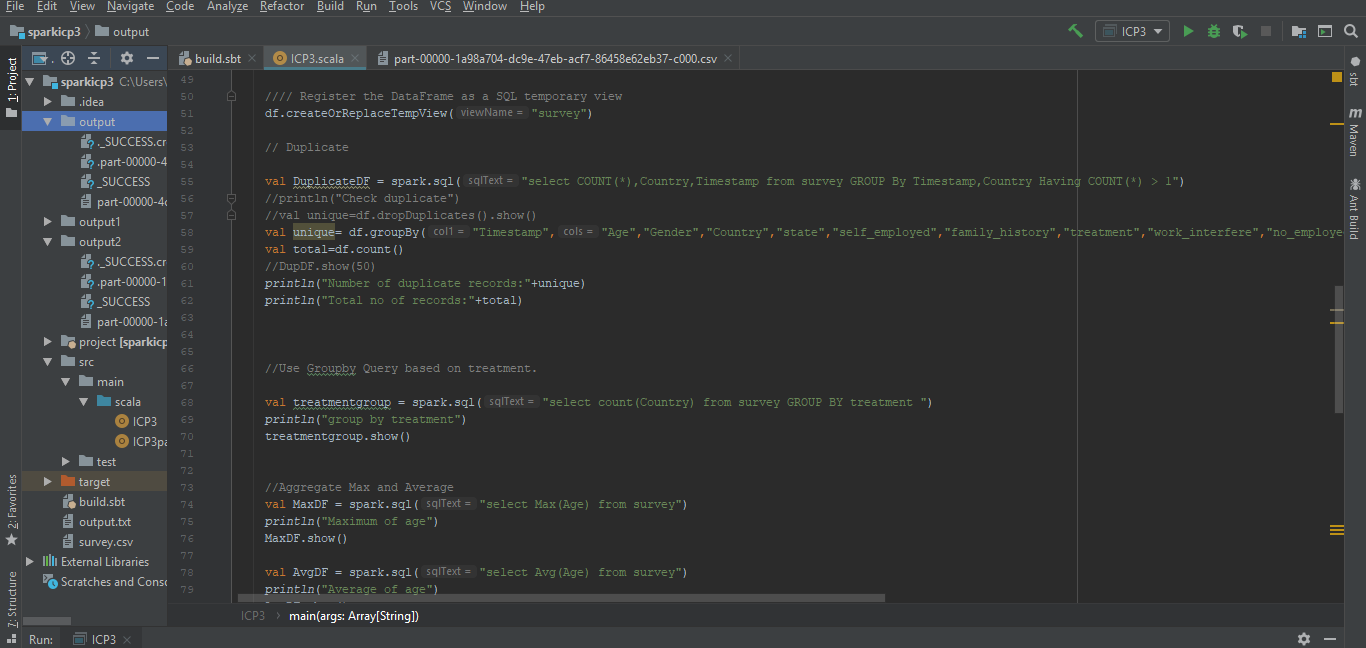 File Edit View Navigate Code Analyze Refactor Build Run Tools VCS Window Help
sparkicp3 output
ICP3
build.sbt ICP3.scala part-00000-1a98a704-dc9e-47eb-acf7-86458e62eb37-c000.csv
1: Project
2: Favorites
7: Structure
sparkicp3 C:\Users\
.idea
output
._SUCCESS.cr
.part-00000-4
_SUCCESS
part-00000-4
output1
output2
._SUCCESS.cr
.part-00000-1
_SUCCESS
part-00000-1a
project [sparkicp
src
main
scala
ICP3
ICP3pa
test
target
build.sbt
output.txt
survey.csv
External Libraries
Scratches and Conso
49
50 //// Register the DataFrame as a SQL temporary view
51 df.createOrReplaceTempView( viewName = "survey")
52
53 // Duplicate
54
55 val DuplicateDF = spark.sql( sqlText = "select COUNT(*),Country,Timestamp from survey GROUP By Timestamp,Country Having COUNT(*) > 1")
56 //println("Check duplicate")
57 //val unique=df.dropDuplicates().show()
58 val unique= df.groupBy( col1 = "Timestamp", cols = "Age","Gender","Country","state","self_employed","family_history","treatment","work_interfere","no_employe
59 val total=df.count()
60 //DupDF.show(50)
61 println("Number of duplicate records:"+unique)
62 println("Total no of records:"+total)
63
64
65
66 //Use Groupby Query based on treatment.
67
68 val treatmentgroup = spark.sql( sqlText = "select count(Country) from survey GROUP BY treatment ")
69 println("group by treatment")
70 treatmentgroup.show()
71
72
73 //Aggregate Max and Average
74 val MaxDF = spark.sql( sqlText = "select Max(Age) from survey")
75 println("Maximum of age")
76 MaxDF.show()
77
78 val AvgDF = spark.sql( sqlText = "select Avg(Age) from survey")
79 println("Average of age")
ICP3 main(args: Array[String])
sbt
Maven
Ant Build
Run: ICP3